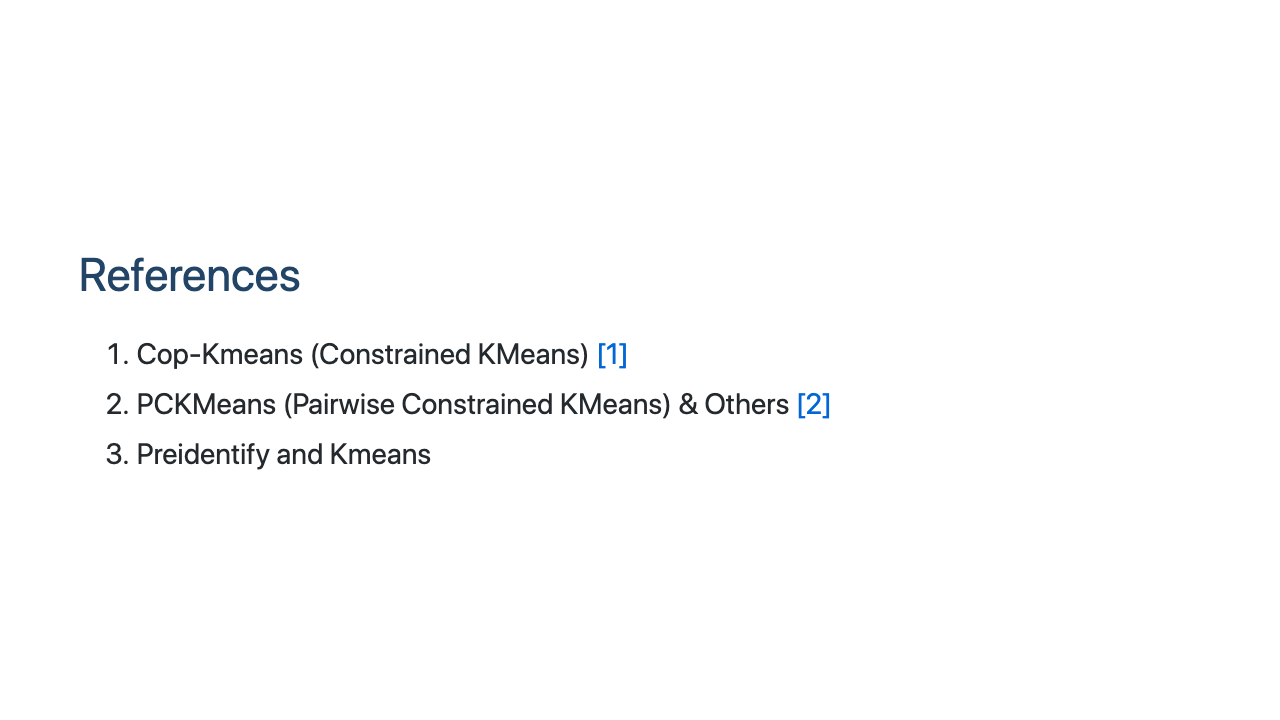 References
1. Cop-Kmeans (Constrained KMeans) [1]
2. PCKMeans (Pairwise Constrained KMeans) & Others [2]
3. Preidentify and Kmeans